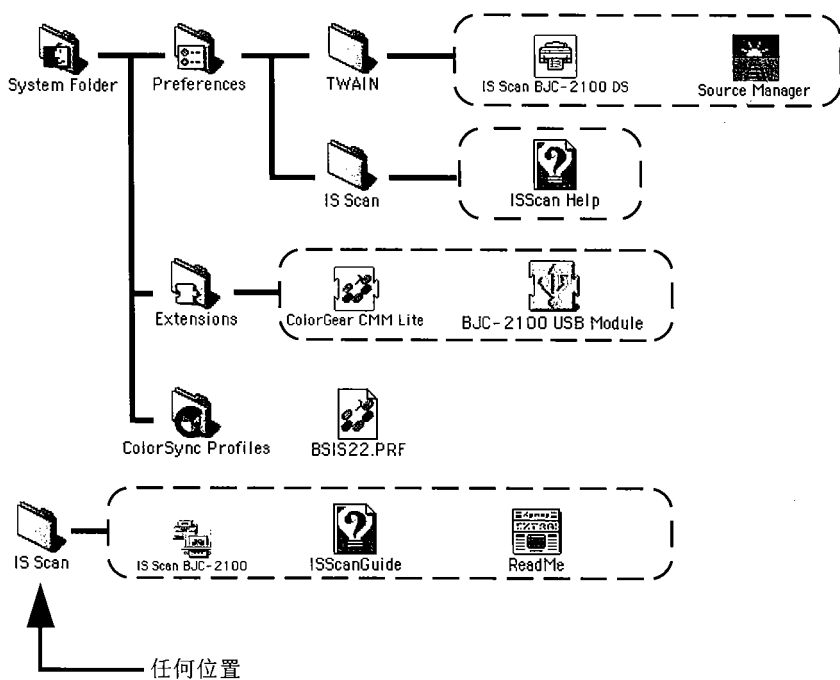 System Folder
Preferences
TWAIN
IS Scan BJC-2100 DS
Source Manager
IS Scan
ISScan Help
Extensions
ColorGear CMM Lite
BJC-2100 USB Module
ColorSync Profiles
BSIS22.PRF
IS Scan
IS Scan BJC-2100
ISScanGuide
ReadMe
任何位置